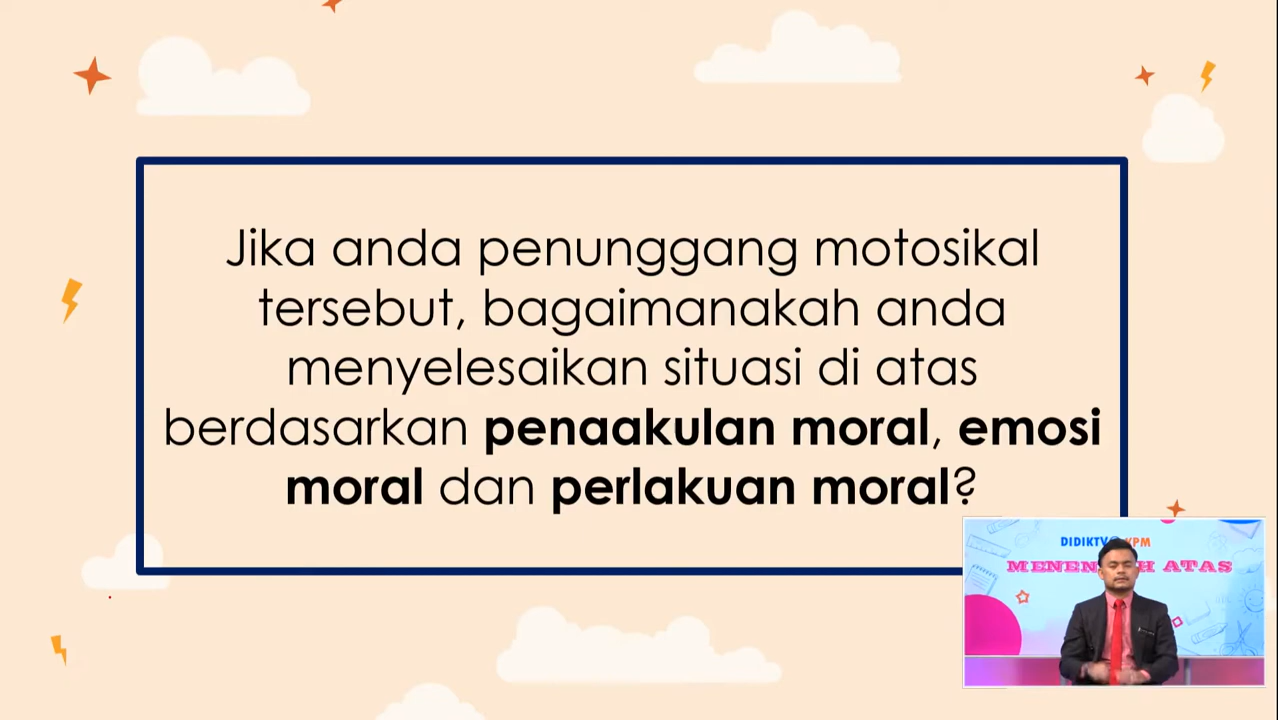 Jika anda penunggang motosikal
tersebut, bagaimanakah anda
menyelesaikan situasi di atas
berdasarkan penaakulan moral, emosi
moral dan perlakuan moral?
DIDIKTV KPM
ATAS